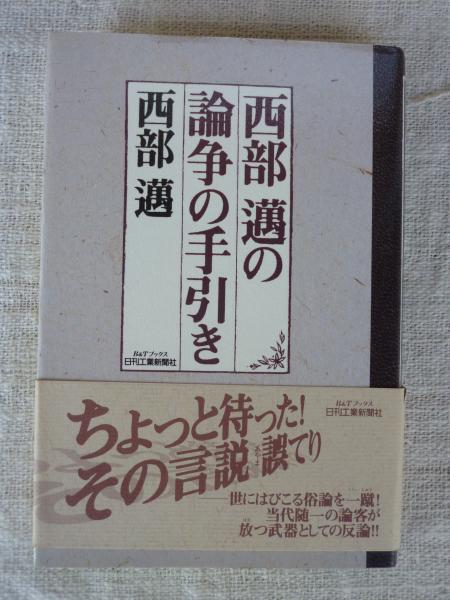 西部 邁の
論争の手引き
西部 邁
B&Tブックス
日刊工業新聞社
B&Tブックス
日刊工業新聞社
ちょっと待った!
その言説誤てり
――世にはびこる俗論を一蹴!
当代随一の論客が
放つ武器としての反論!!